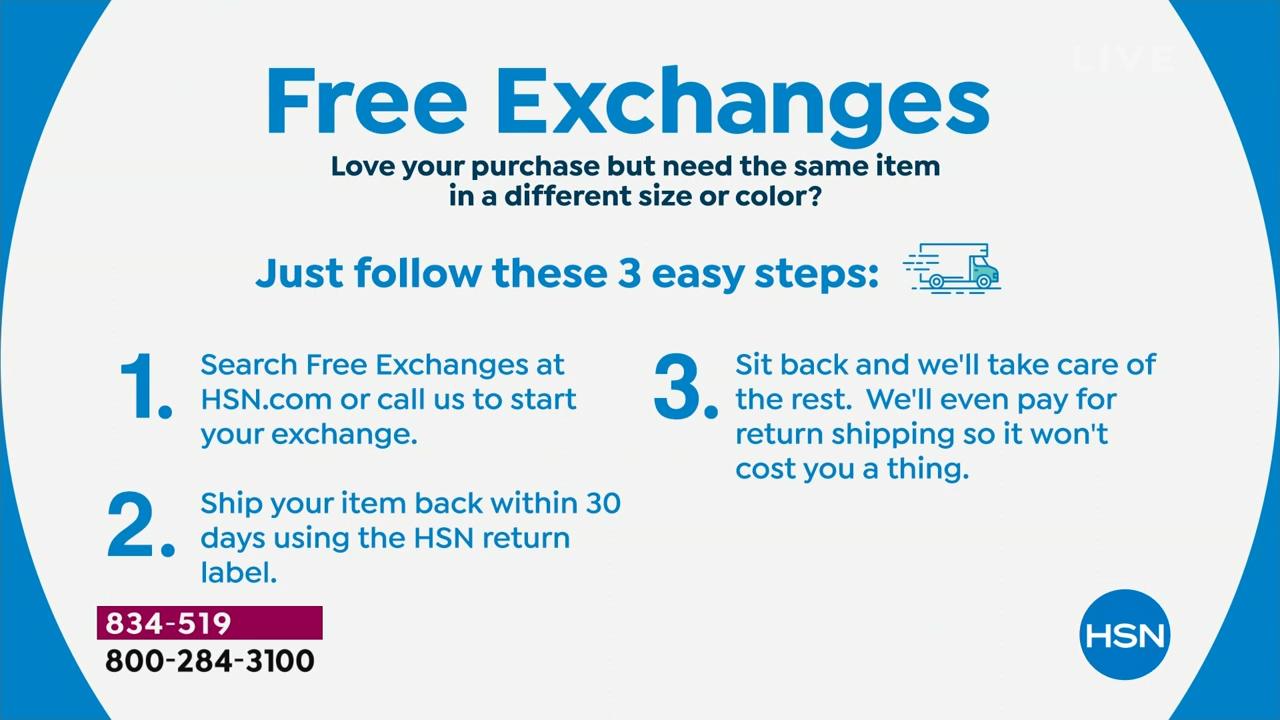 LIVE
Free Exchanges
Love your purchase but need the same item
in a different size or color?
Just follow these 3 easy steps:
1. Search Free Exchanges at
HSN.com or call us to start
your exchange.
2. Ship your item back within 30
days using the HSN return
label.
3. Sit back and we'll take care of
the rest. We'll even pay for
return shipping so it won't
cost you a thing.
834-519
800-284-3100
HSN